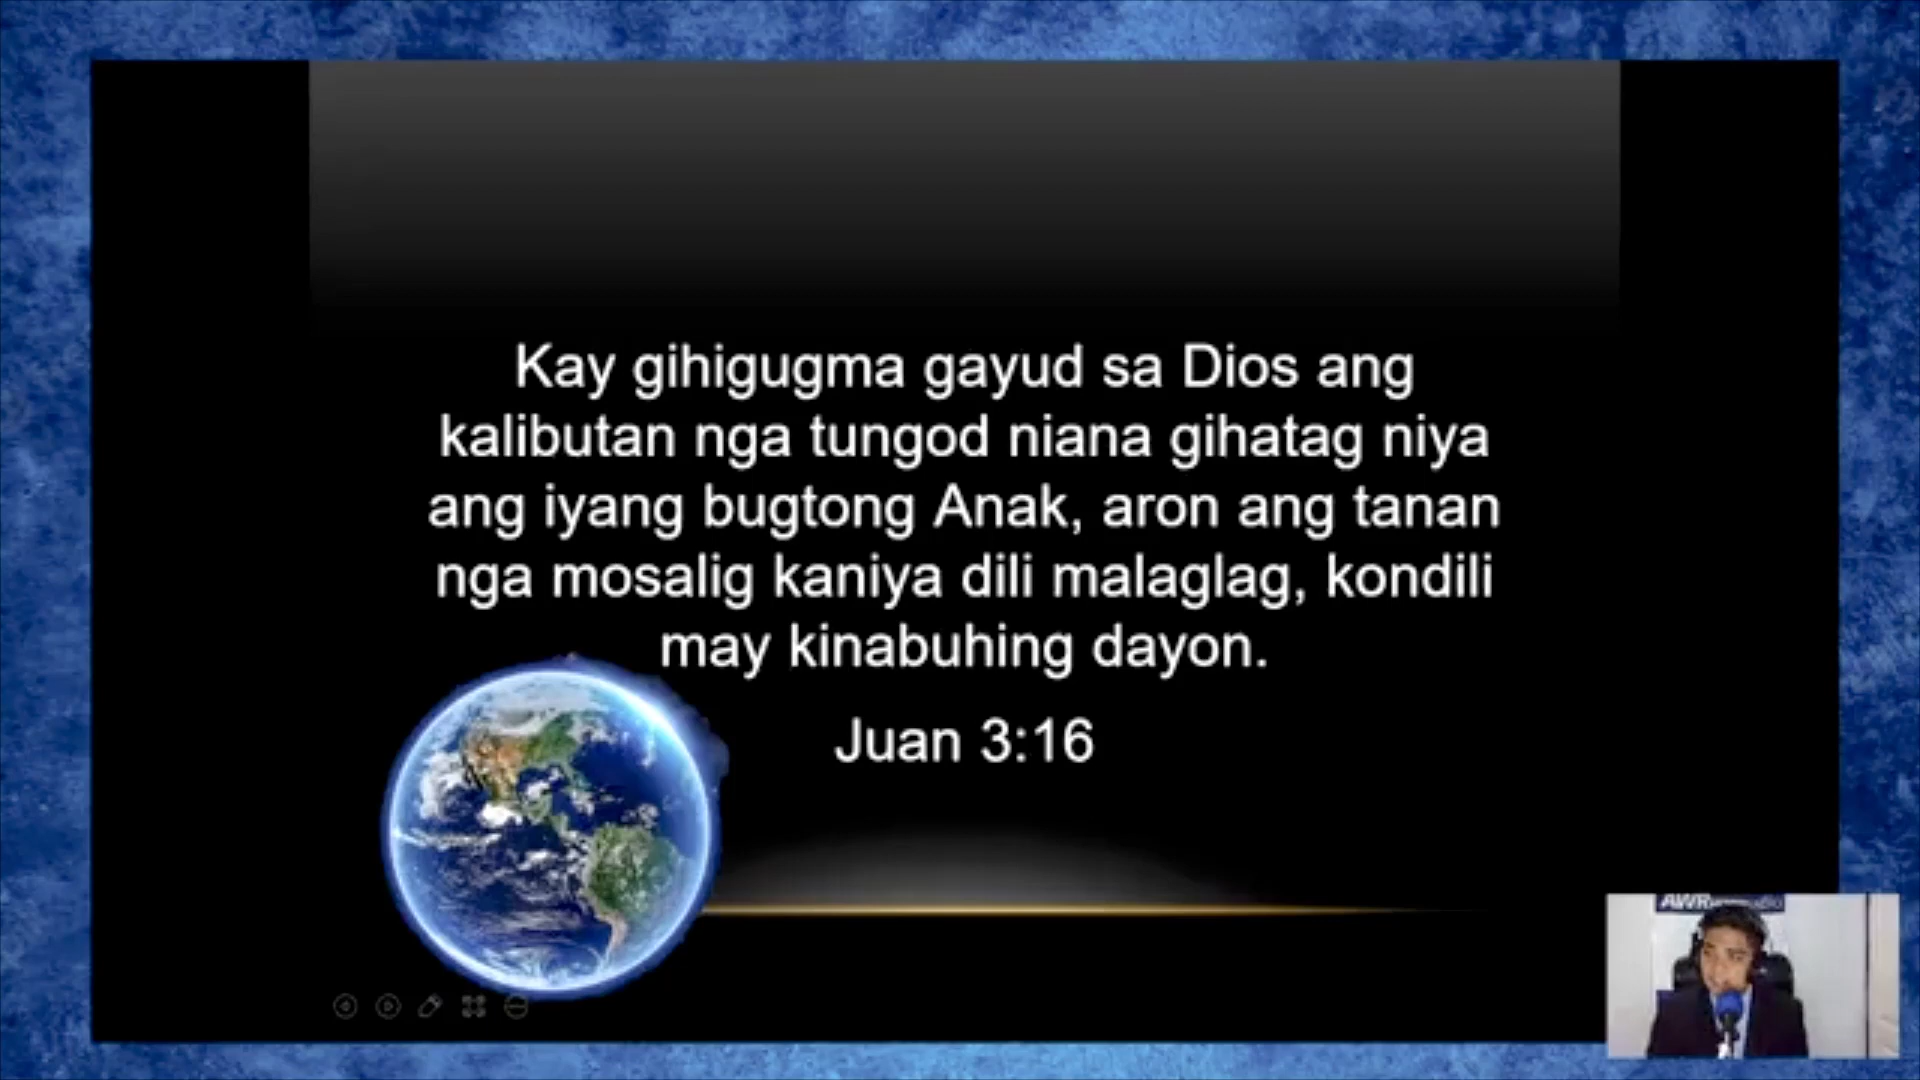 Kay gihigugma gayud sa Dios ang
kalibutan nga tungod niana gihatag niya
ang iyang bugtong Anak, aron ang tanan
nga mosalig kaniya dili malaglag, kondili
may kinabuhing dayon.
Juan 3:16
AWR